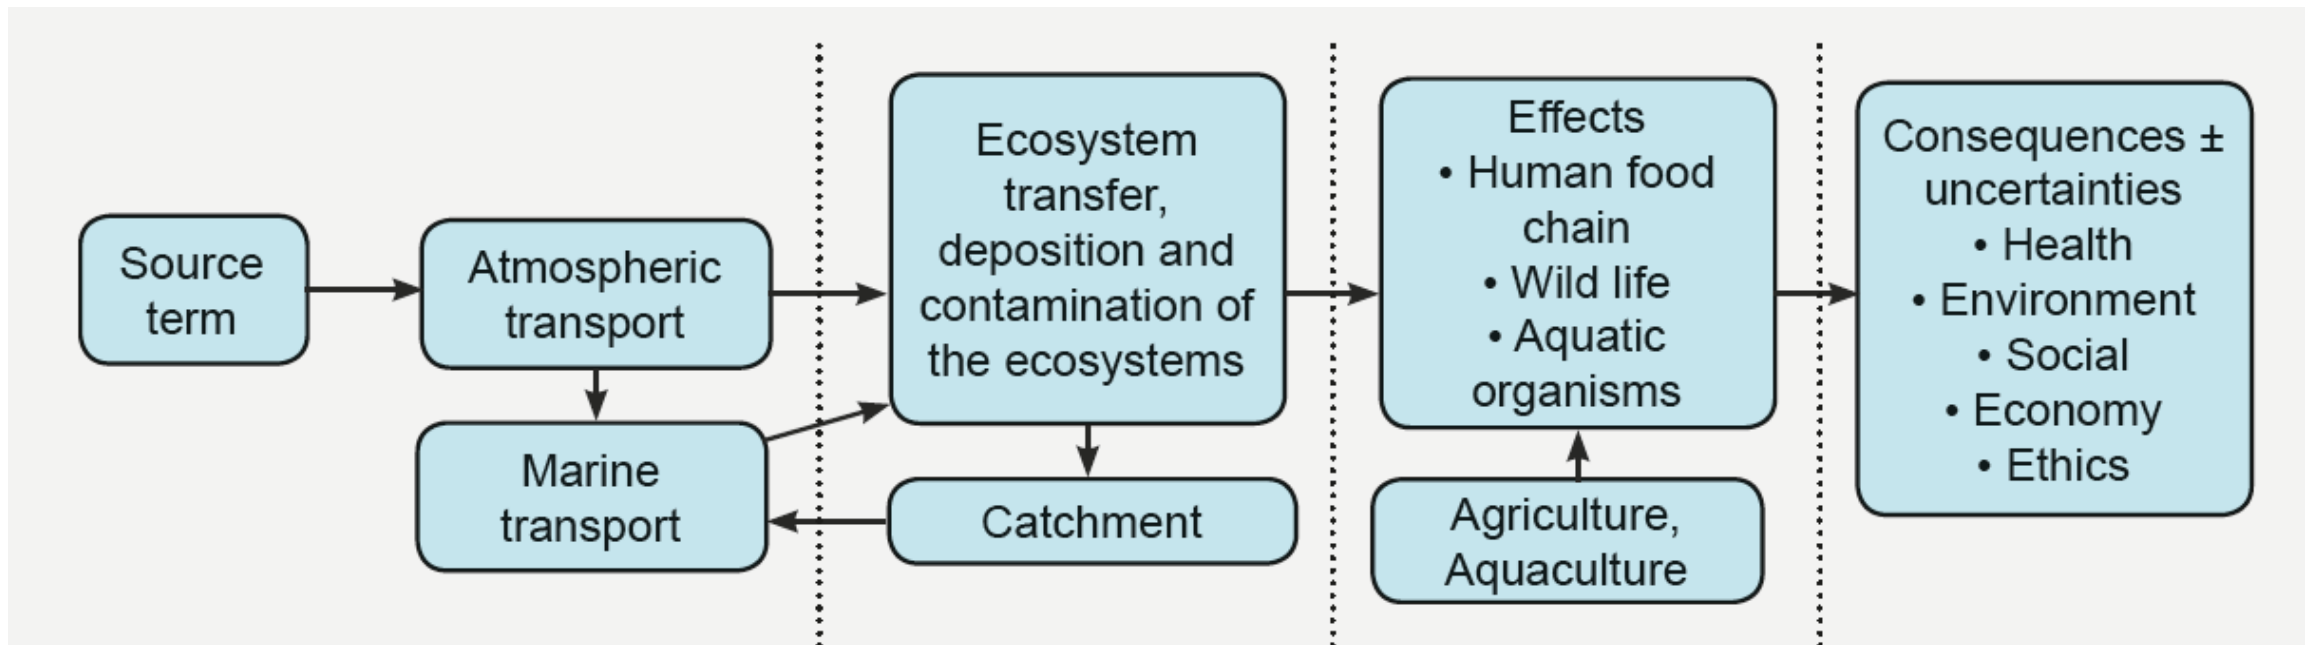 Source
term
Atmospheric
transport
Marine
transport
Ecosystem
transfer,
deposition and
contamination of
the ecosystems
Catchment
Effects
• Human food
chain
• Wild life
• Aquatic
organisms
Agriculture,
Aquaculture
Consequences ±
uncertainties
• Health
• Environment
• Social
• Economy
• Ethics